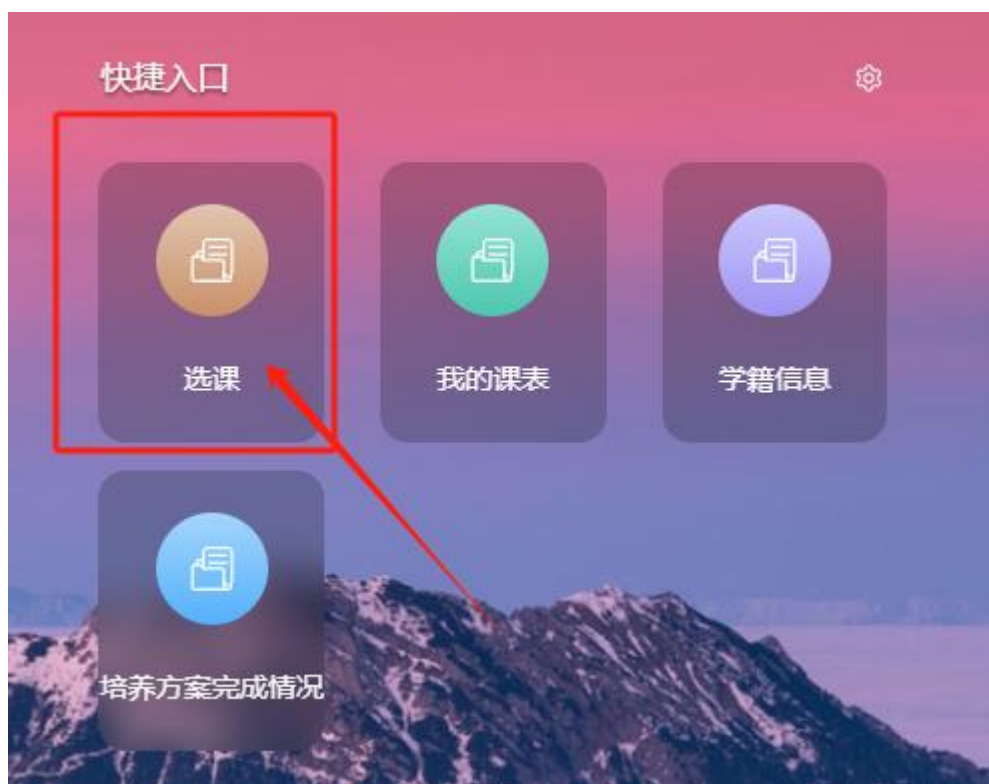 快捷入口
选课
我的课表
学籍信息
培养方案完成情况